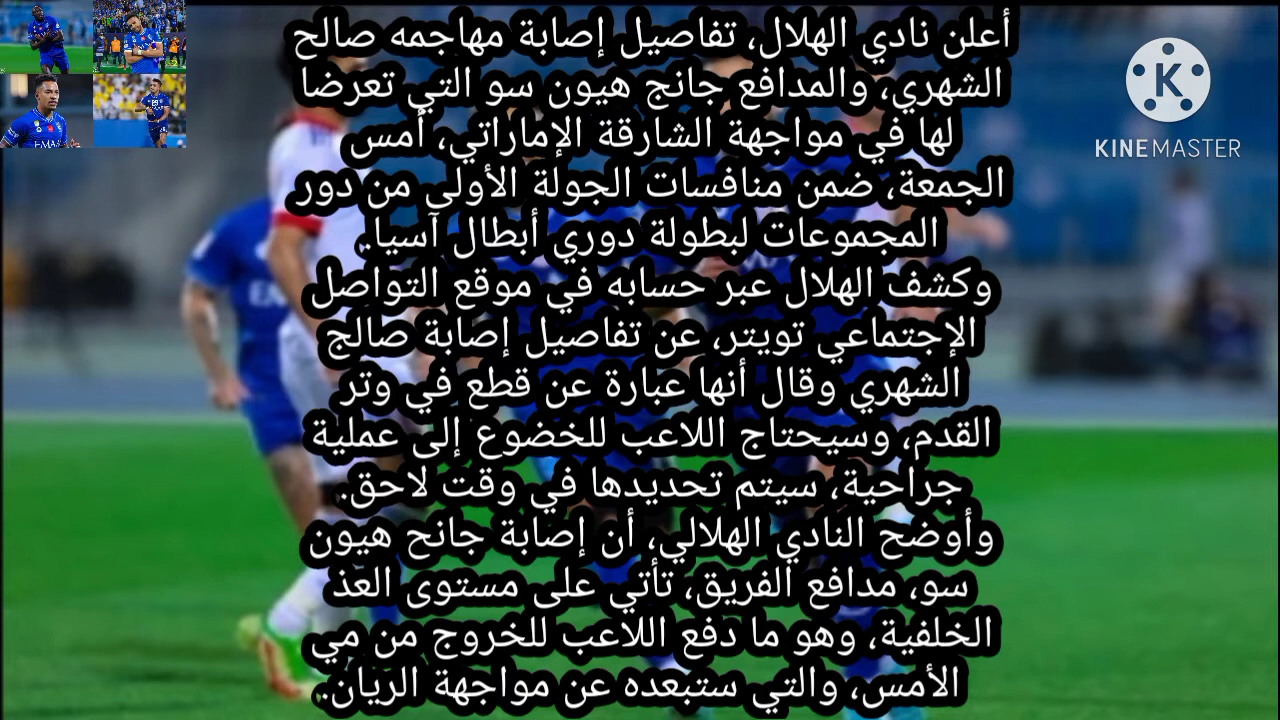 أعلن نادي الهلال، تفاصيل إصابة مهاجمه صالح
الشهري، والمدافع جانج هيون سو التي تعرضا
لها في مواجهة الشارقة الإماراتي، أمس
الجمعة، ضمن منافسات الجولة الأولى من دور
المجموعات لبطولة دوري أبطال آسيا.
وكشف الهلال عبر حسابه في موقع التواصل
الإجتماعي تويتر، عن تفاصيل إصابة صالح
الشهري وقال أنها عبارة عن قطع في وتر
القدم، وسيحتاج اللاعب للخضوع إلى عملية
جراحية، سيتم تحديدها في وقت لاحق.
وأوضح النادي الهلالي، أن إصابة جانح هيون
سو، مدافع الفريق، تأتي على مستوى العذ
الخلفية، وهو ما دفع اللاعب للخروج من مي
الأمس، والتي ستبعده عن مواجهة الريان.
KINEMASTER